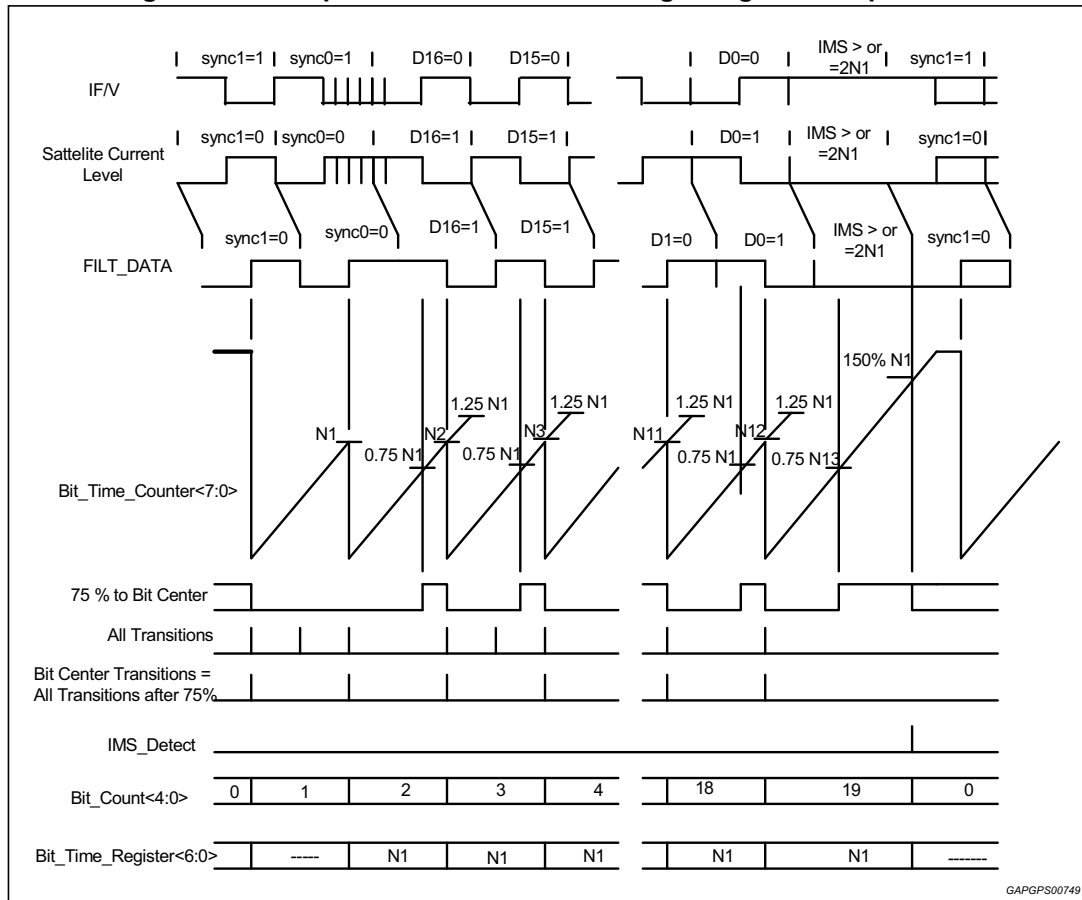 sync1=1 sync0=1 D16=0 D15=0 D0=0 IMS > or =2N1 sync1=1
IF/V
sync1=0 sync0=0 D16=1 D15=1 D0=1 IMS > or =2N1 sync1=0
Sattelite Current
Level
sync1=0 sync0=0 D16=1 D15=1 D1=0 D0=1 IMS > or =2N1 sync1=0
FILT_DATA
150% N1
1.25 N1 1.25 N1 1.25 N1 1.25 N1
N1 N2 N3 N11 N12
0.75 N1 0.75 N1 0.75 N1 0.75 N13
Bit_Time_Counter<7:0>
75 % to Bit Center
All Transitions
Bit Center Transitions =
All Transitions after 75%
IMS_Detect
Bit_Count<4:0> 0 1 2 3 4 18 19 0
Bit_Time_Register<6:0> ----- N1 N1 N1 N1 N1 -------
GAPGPS00749